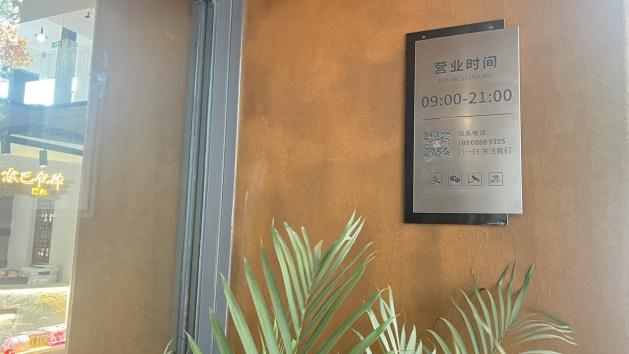 营业时间
BUSINESS HOURS
09:00-21:00
联系电话
189 0888 9355
扫一扫 关注我们
WiFi